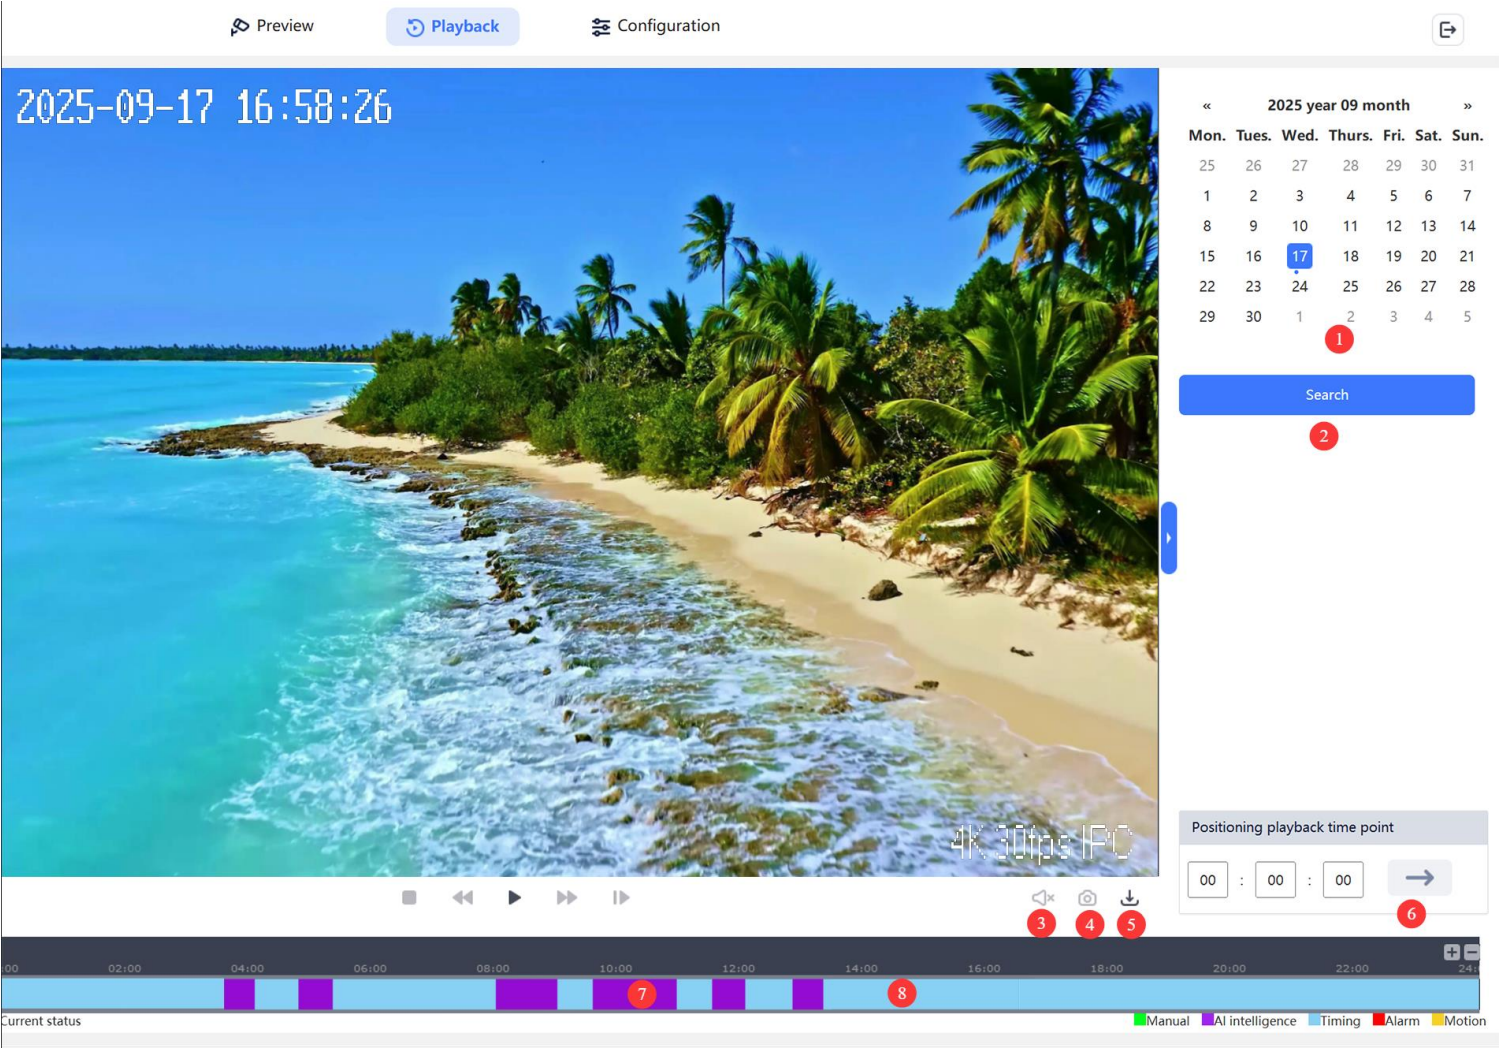 Preview Playback Configuration
2025-09-17 16:58:26
« 2025 year 09 month »
Mon. Tues. Wed. Thurs. Fri. Sat. Sun.
25 26 27 28 29 30 31
1 2 3 4 5 6 7
8 9 10 11 12 13 14
15 16 17 18 19 20 21
22 23 24 25 26 27 28
29 30 1 2 3 4 5
1
Search
2
4K 30fps IPC
Positioning playback time point
00 : 00 : 00
3 4 5 6
:00 02:00 04:00 06:00 08:00 10:00 12:00 14:00 16:00 18:00 20:00 22:00 24:
7 8
Current status
Manual AI intelligence Timing Alarm Motion